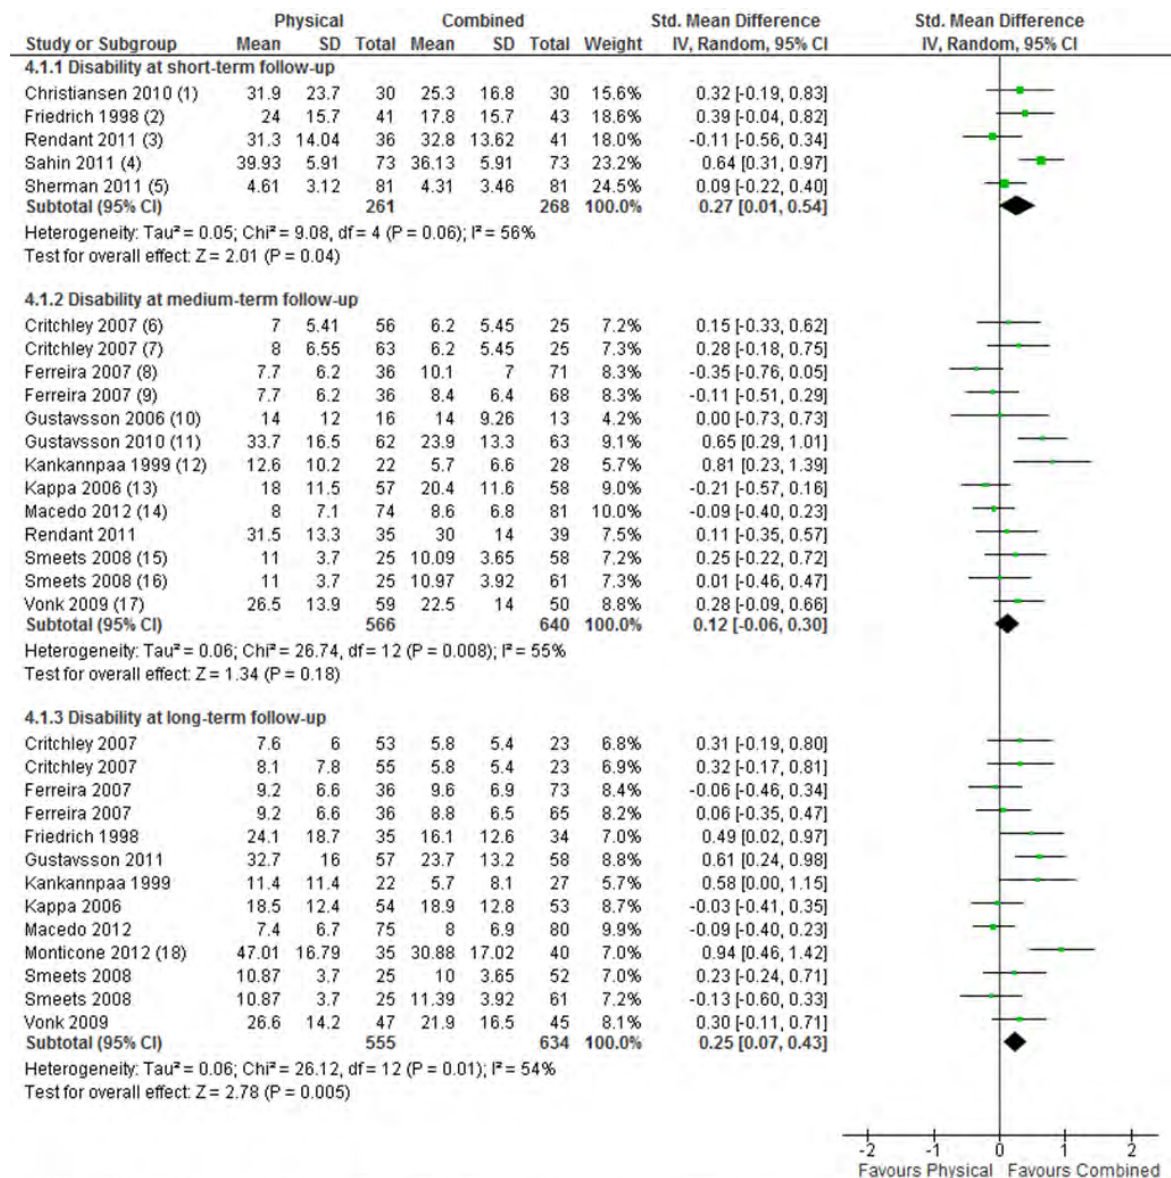 Physical Combined Std. Mean Difference Std. Mean Difference
Study or Subgroup Mean SD Total Mean SD Total Weight IV, Random, 95% CI IV, Random, 95% CI
4.1.1 Disability at short-term follow-up
Christiansen 2010 (1) 31.9 23.7 30 25.3 16.8 30 15.6% 0.32 [-0.19, 0.83]
Friedrich 1998 (2) 24 15.7 41 17.8 15.7 43 18.6% 0.39 [-0.04, 0.82]
Rendant 2011 (3) 31.3 14.04 36 32.8 13.62 41 18.0% -0.11 [-0.56, 0.34]
Sahin 2011 (4) 39.93 5.91 73 36.13 5.91 73 23.2% 0.64 [0.31, 0.97]
Sherman 2011 (5) 4.61 3.12 81 4.31 3.46 81 24.5% 0.09 [-0.22, 0.40]
Subtotal (95% CI) 261 268 100.0% 0.27 [0.01, 0.54]
Heterogeneity: Tau² = 0.05; Chi² = 9.08, df = 4 (P = 0.06); I² = 56%
Test for overall effect: Z = 2.01 (P = 0.04)
4.1.2 Disability at medium-term follow-up
Critchley 2007 (6) 7 5.41 56 6.2 5.45 25 7.2% 0.15 [-0.33, 0.62]
Critchley 2007 (7) 8 6.55 63 6.2 5.45 25 7.3% 0.28 [-0.18, 0.75]
Ferreira 2007 (8) 7.7 6.2 36 10.1 7 71 8.3% -0.35 [-0.76, 0.05]
Ferreira 2007 (9) 7.7 6.2 36 8.4 6.4 68 8.3% -0.11 [-0.51, 0.29]
Gustavsson 2006 (10) 14 12 16 14 9.26 13 4.2% 0.00 [-0.73, 0.73]
Gustavsson 2010 (11) 33.7 16.5 62 23.9 13.3 63 9.1% 0.65 [0.29, 1.01]
Kankannpaa 1999 (12) 12.6 10.2 22 5.7 6.6 28 5.7% 0.81 [0.23, 1.39]
Kappa 2006 (13) 18 11.5 57 20.4 11.6 58 9.0% -0.21 [-0.57, 0.16]
Macedo 2012 (14) 8 7.1 74 8.6 6.8 81 10.0% -0.09 [-0.40, 0.23]
Rendant 2011 31.5 13.3 35 30 14 39 7.5% 0.11 [-0.35, 0.57]
Smeets 2008 (15) 11 3.7 25 10.09 3.65 58 7.2% 0.25 [-0.22, 0.72]
Smeets 2008 (16) 11 3.7 25 10.97 3.92 61 7.3% 0.01 [-0.46, 0.47]
Vonk 2009 (17) 26.5 13.9 59 22.5 14 50 8.8% 0.28 [-0.09, 0.66]
Subtotal (95% CI) 566 640 100.0% 0.12 [-0.06, 0.30]
Heterogeneity: Tau² = 0.06; Chi² = 26.74, df = 12 (P = 0.008); I² = 55%
Test for overall effect: Z = 1.34 (P = 0.18)
4.1.3 Disability at long-term follow-up
Critchley 2007 7.6 6 53 5.8 5.4 23 6.8% 0.31 [-0.19, 0.80]
Critchley 2007 8.1 7.8 55 5.8 5.4 23 6.9% 0.32 [-0.17, 0.81]
Ferreira 2007 9.2 6.6 36 9.6 6.9 73 8.4% -0.06 [-0.46, 0.34]
Ferreira 2007 9.2 6.6 36 8.8 6.5 65 8.2% 0.06 [-0.35, 0.47]
Friedrich 1998 24.1 18.7 35 16.1 12.6 34 7.0% 0.49 [0.02, 0.97]
Gustavsson 2011 32.7 16 57 23.7 13.2 58 8.8% 0.61 [0.24, 0.98]
Kankannpaa 1999 11.4 11.4 22 5.7 8.1 27 5.7% 0.58 [0.00, 1.15]
Kappa 2006 18.5 12.4 54 18.9 12.8 53 8.7% -0.03 [-0.41, 0.35]
Macedo 2012 7.4 6.7 75 8 6.9 80 9.9% -0.09 [-0.40, 0.23]
Monticone 2012 (18) 47.01 16.79 35 30.88 17.02 40 7.0% 0.94 [0.46, 1.42]
Smeets 2008 10.87 3.7 25 10 3.65 52 7.0% 0.23 [-0.24, 0.71]
Smeets 2008 10.87 3.7 25 11.39 3.92 61 7.2% -0.13 [-0.60, 0.33]
Vonk 2009 26.6 14.2 47 21.9 16.5 45 8.1% 0.30 [-0.11, 0.71]
Subtotal (95% CI) 555 634 100.0% 0.25 [0.07, 0.43]
Heterogeneity: Tau² = 0.06; Chi² = 26.12, df = 12 (P = 0.01); I² = 54%
Test for overall effect: Z = 2.78 (P = 0.005)
-2 -1 0 1 2
Favours Physical Favours Combined